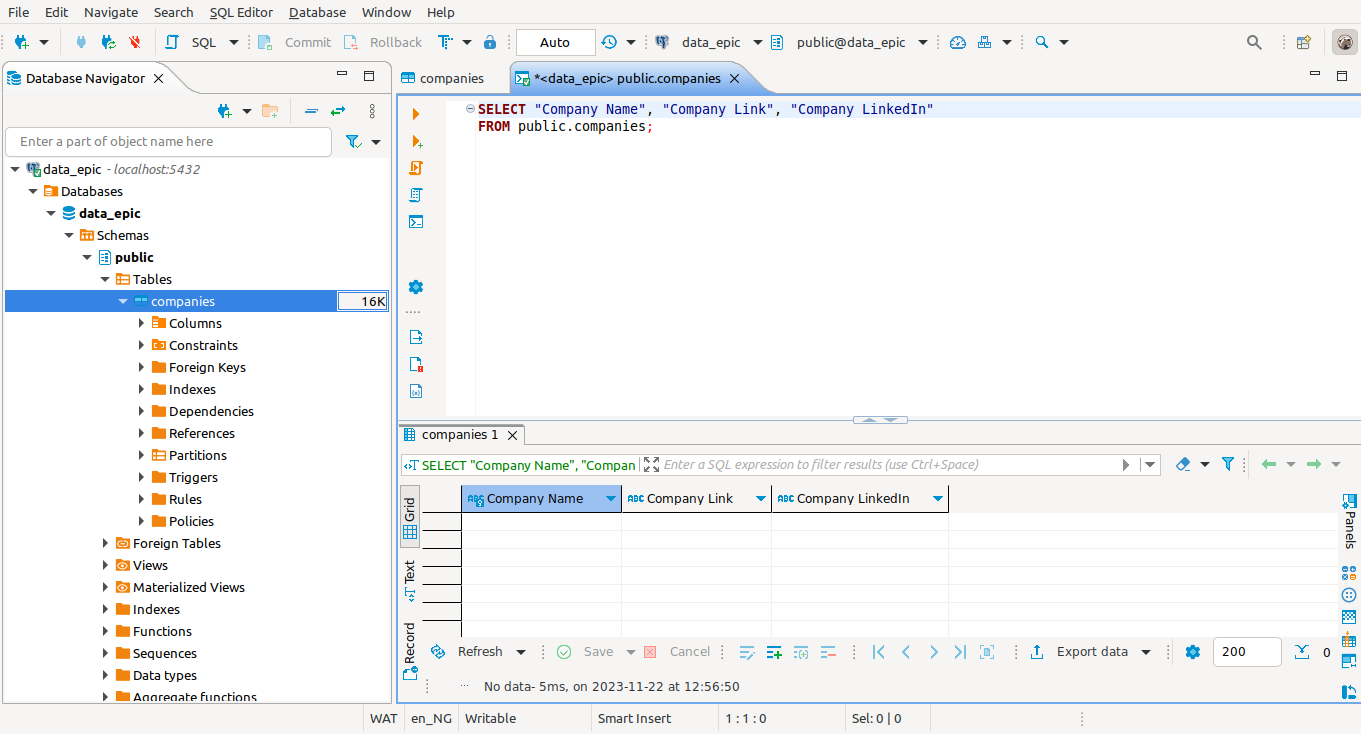 File Edit Navigate Search SQL Editor Database Window Help
SQL Commit Rollback Auto data_epic public@data_epic
Database Navigator
companies
*<data_epic> public.companies
Enter a part of object name here
data_epic - localhost:5432
Databases
data_epic
Schemas
public
Tables
companies 16K
Columns
Constraints
Foreign Keys
Indexes
Dependencies
References
Partitions
Triggers
Rules
Policies
Foreign Tables
Views
Materialized Views
Indexes
Functions
Sequences
Data types
Aggregate functions
SELECT "Company Name", "Company Link", "Company LinkedIn"
FROM public.companies;
companies 1
SELECT "Company Name", "Compan
Enter a SQL expression to filter results (use Ctrl+Space)
Grid
Text
Record
ABC Company Name ABC Company Link ABC Company LinkedIn
Panels
Refresh Save Cancel Export data 200 0
No data- 5ms, on 2023-11-22 at 12:56:50
WAT en_NG Writable Smart Insert 1 : 1 : 0 Sel: 0 | 0